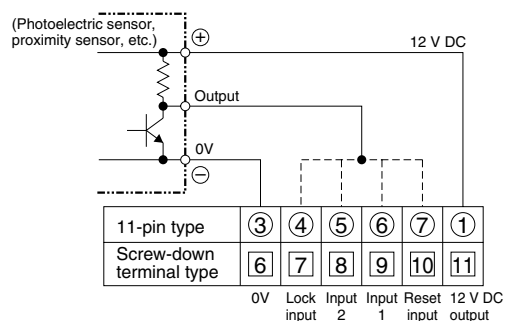 (Photoelectric sensor,
proximity sensor, etc.)
⊕
12 V DC
Output
0V
⊖
11-pin type ③ ④ ⑤ ⑥ ⑦ ①
Screw-down
terminal type 6 7 8 9 10 11
0V Lock input Input 2 Input 1 Reset input 12 V DC output